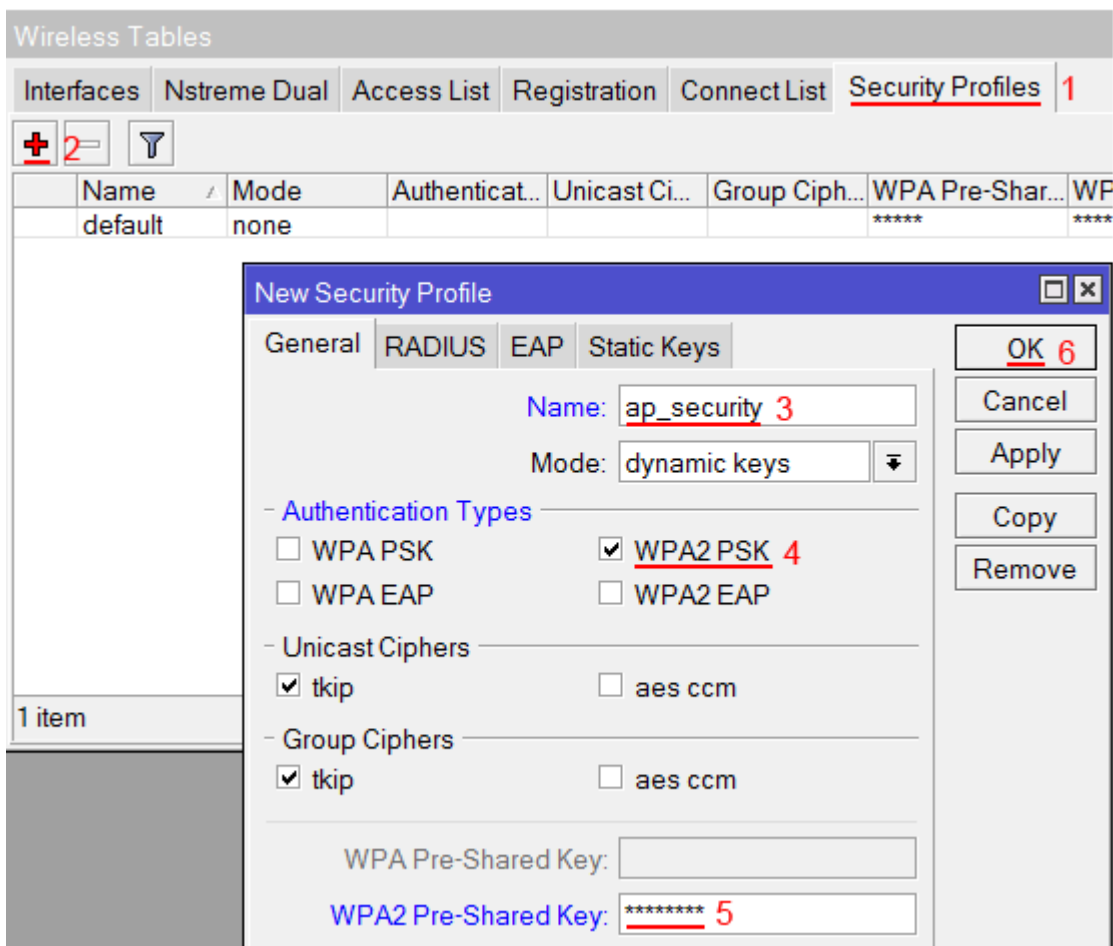 Wireless Tables
Interfaces Nstreme Dual Access List Registration Connect List Security Profiles 1
2
Name Mode Authenticat... Unicast Ci... Group Ciph... WPA Pre-Shar... WP
default none ***** ****
New Security Profile
General RADIUS EAP Static Keys
OK 6
Name: ap_security 3
Cancel
Mode: dynamic keys
Apply
Authentication Types
Copy
WPA PSK WPA2 PSK 4
Remove
WPA EAP WPA2 EAP
Unicast Ciphers
tkip aes ccm
1 item
Group Ciphers
tkip aes ccm
WPA Pre-Shared Key:
WPA2 Pre-Shared Key: ******** 5